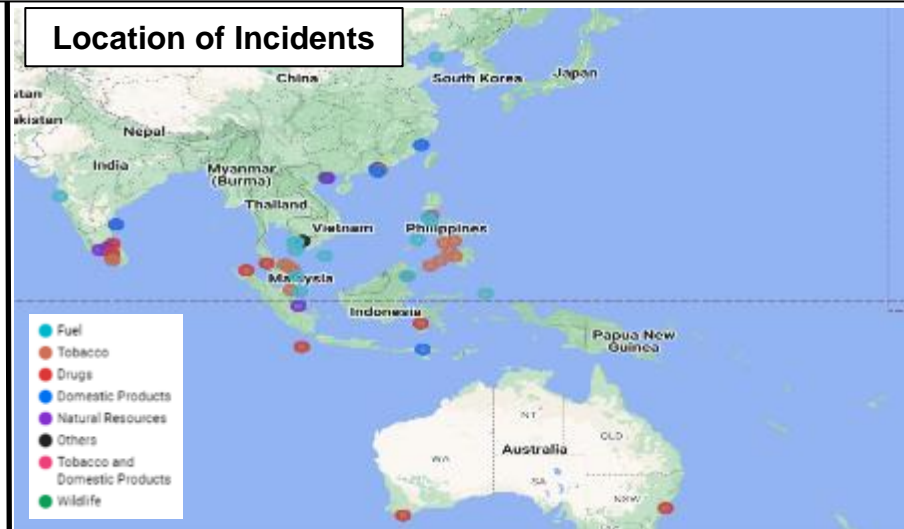 Location of Incidents
China
South Korea
Japan
stan
akistan
Nepal
India
Myanmar
(Burma)
Thailand
Vietnam
Philippines
Malaysia
Indonesia
Papua New
Guinea
NT
QLD
Australia
WA
SA
NSW
Fuel
Tobacco
Drugs
Domestic Products
Natural Resources
Others
Tobacco and
Domestic Products
Wildlife